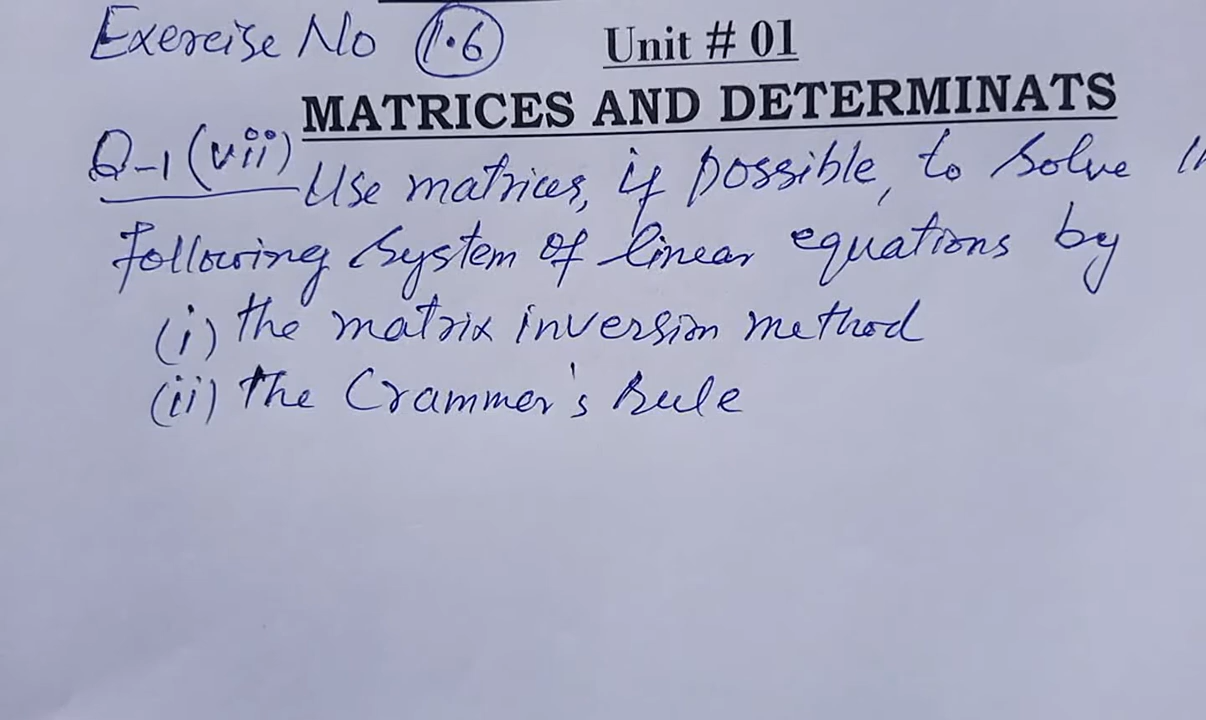 Exercise No 1.6 Unit # 01
MATRICES AND DETERMINATS
Q-1 (vii) Use matrices, if possible, to solve
following system of linear equations by
(i) the matrix inversion method
(ii) the Crammer's Rule